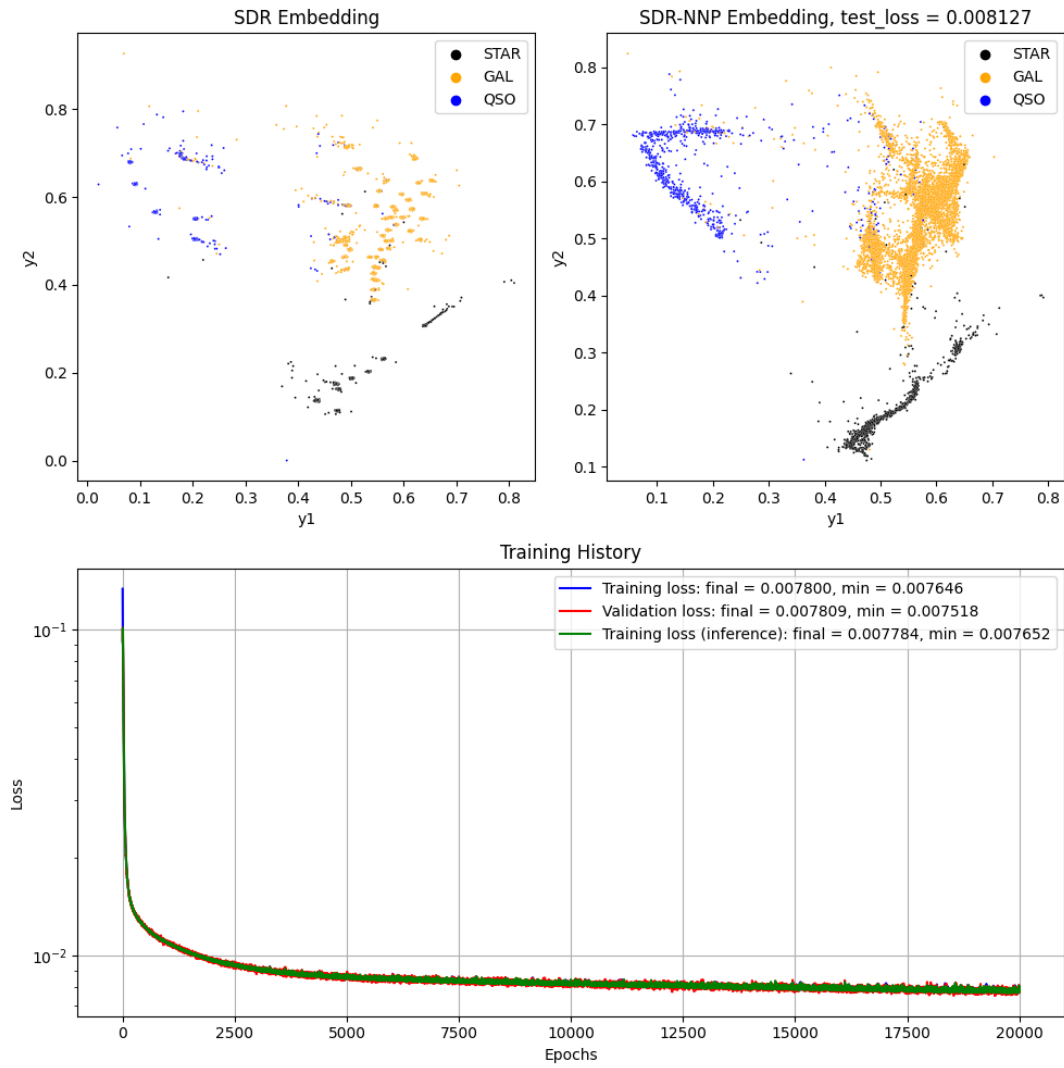 SDR Embedding
STAR
GAL
QSO
y2
0.8
0.6
0.4
0.2
0.0
0.0 0.1 0.2 0.3 0.4 0.5 0.6 0.7 0.8
y1
SDR-NNP Embedding, test_loss = 0.008127
STAR
GAL
QSO
y2
0.8
0.7
0.6
0.5
0.4
0.3
0.2
0.1
0.1 0.2 0.3 0.4 0.5 0.6 0.7 0.8
y1
Training History
Training loss: final = 0.007800, min = 0.007646
Validation loss: final = 0.007809, min = 0.007518
Training loss (inference): final = 0.007784, min = 0.007652
Loss
10⁻¹
10⁻²
0 2500 5000 7500 10000 12500 15000 17500 20000
Epochs